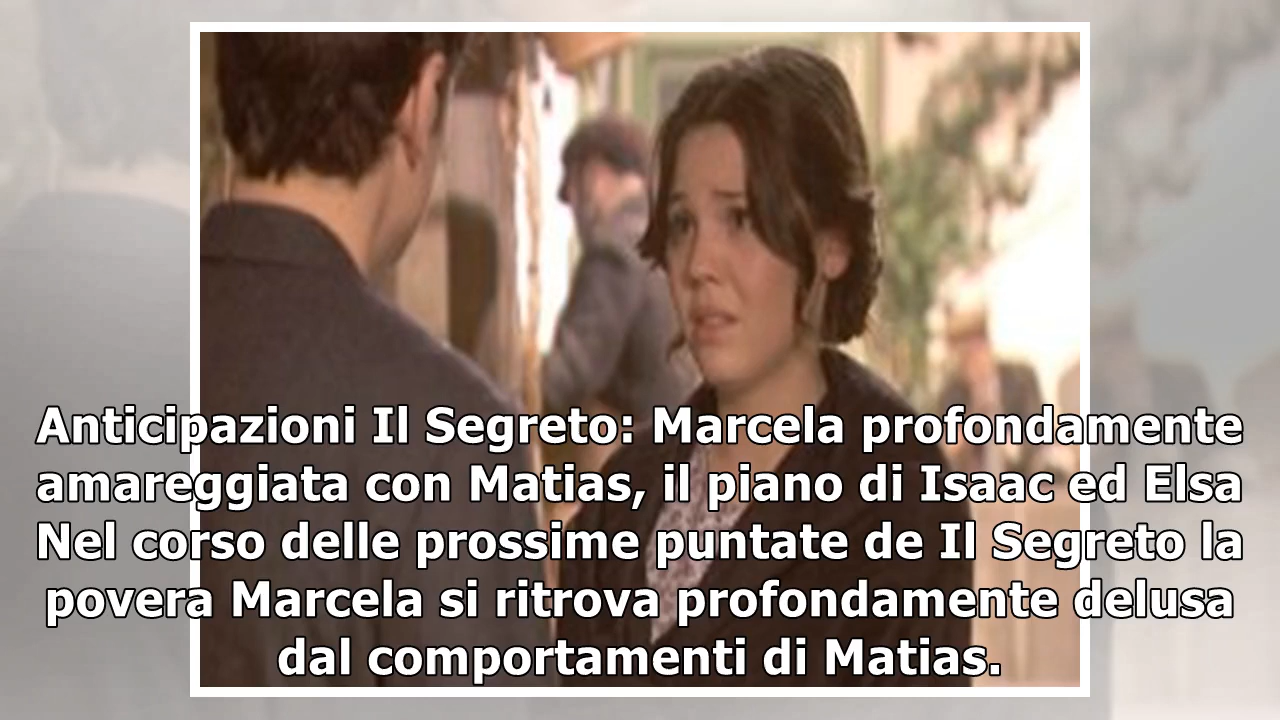 Anticipazioni Il Segreto: Marcela profondamente
amareggiata con Matias, il piano di Isaac ed Elsa
Nel corso delle prossime puntate de Il Segreto la
povera Marcela si ritrova profondamente delusa
dal comportamenti di Matias.